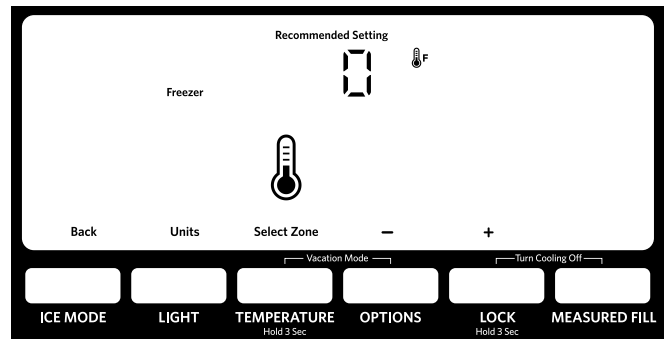 Recommended Setting
0
F
Freezer
Back Units Select Zone − +
Vacation Mode Turn Cooling Off
ICE MODE LIGHT TEMPERATURE OPTIONS LOCK MEASURED FILL
Hold 3 Sec Hold 3 Sec